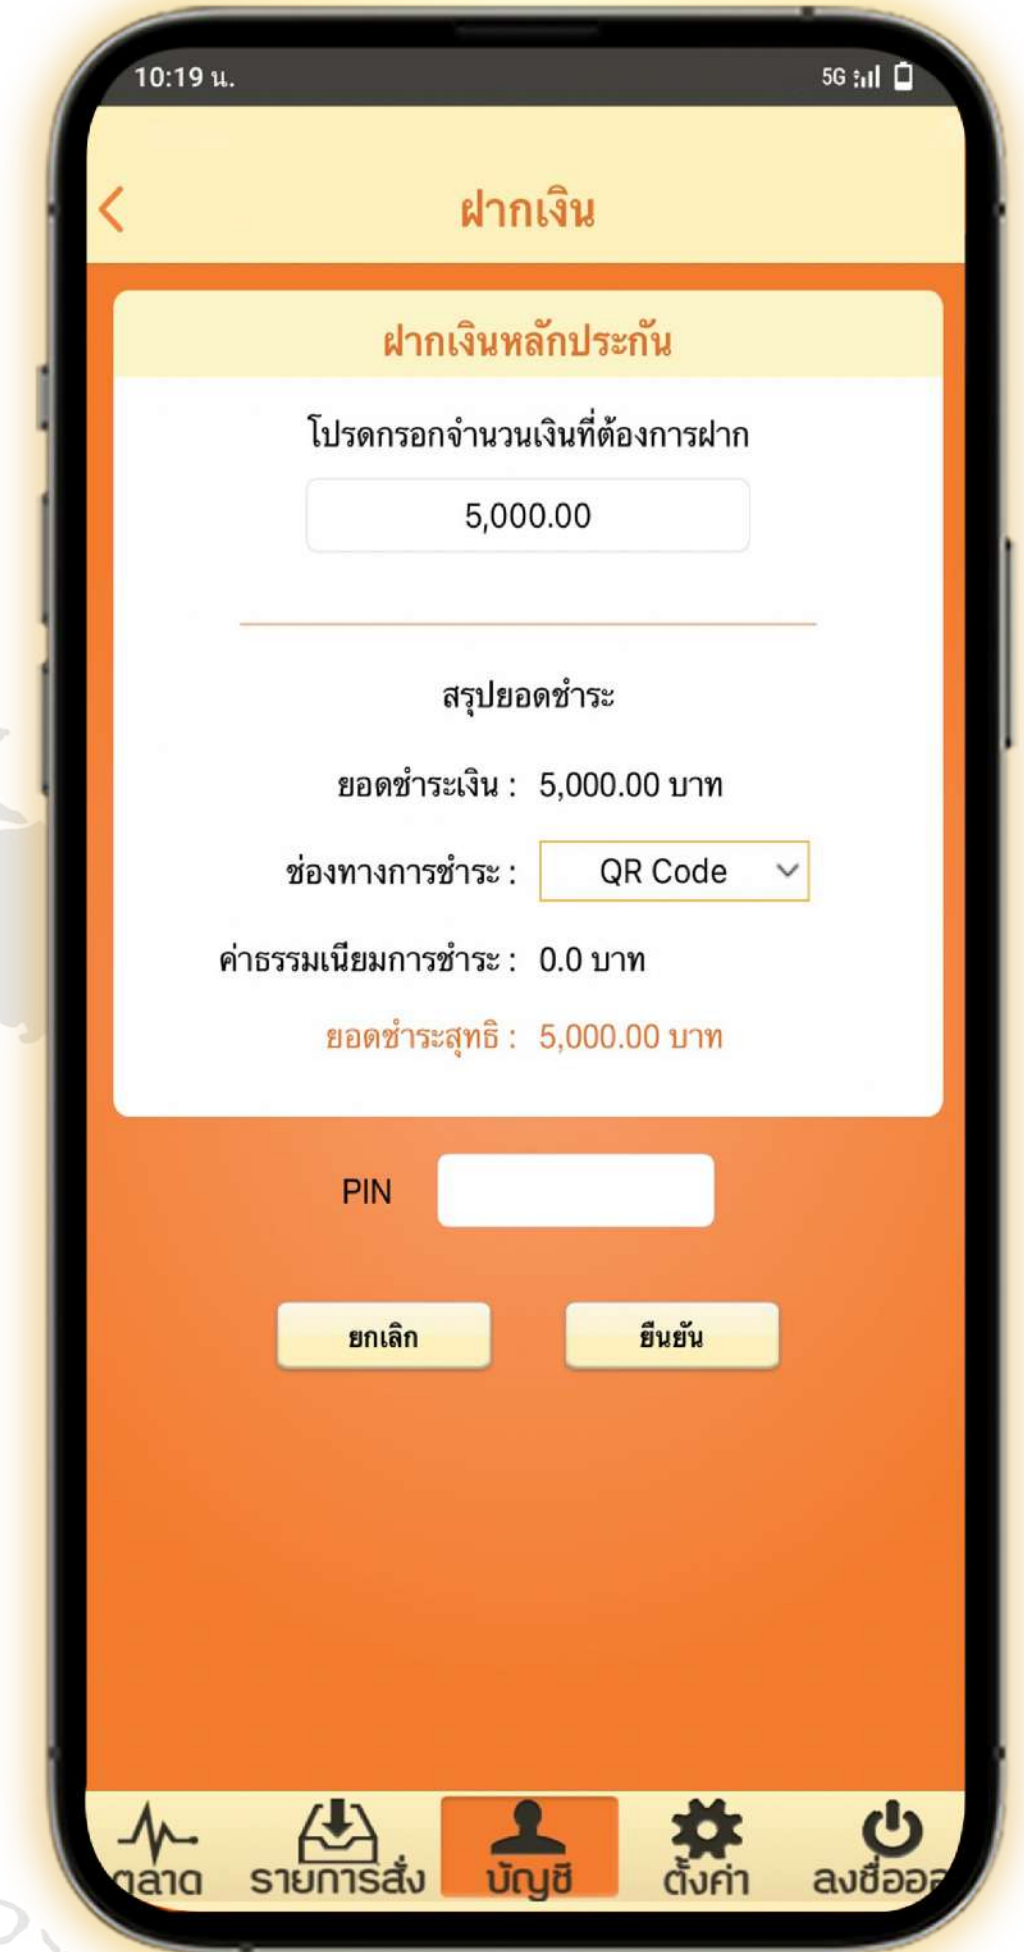 10:19 น. 5G
ฝากเงิน
ฝากเงินหลักประกัน
โปรดกรอกจำนวนเงินที่ต้องการฝาก
5,000.00
สรุปยอดชำระ
ยอดชำระเงิน : 5,000.00 บาท
ช่องทางการชำระ : QR Code
ค่าธรรมเนียมการชำระ : 0.0 บาท
ยอดชำระสุทธิ : 5,000.00 บาท
PIN
ยกเลิก ยืนยัน
ตลาด รายการสั่ง บัญชี ตั้งค่า ลงชื่ออ